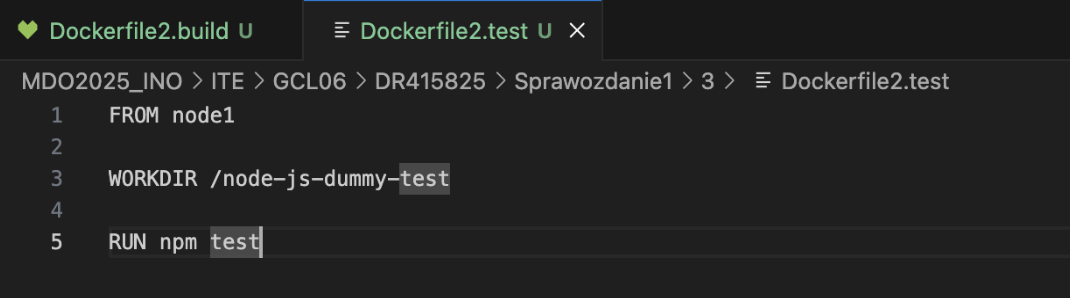 Dockerfile2.build U Dockerfile2.test U
MDO2025_INO > ITE > GCL06 > DR415825 > Sprawozdanie1 > 3 > Dockerfile2.test
1 FROM node1
2
3 WORKDIR /node-js-dummy-test
4
5 RUN npm test